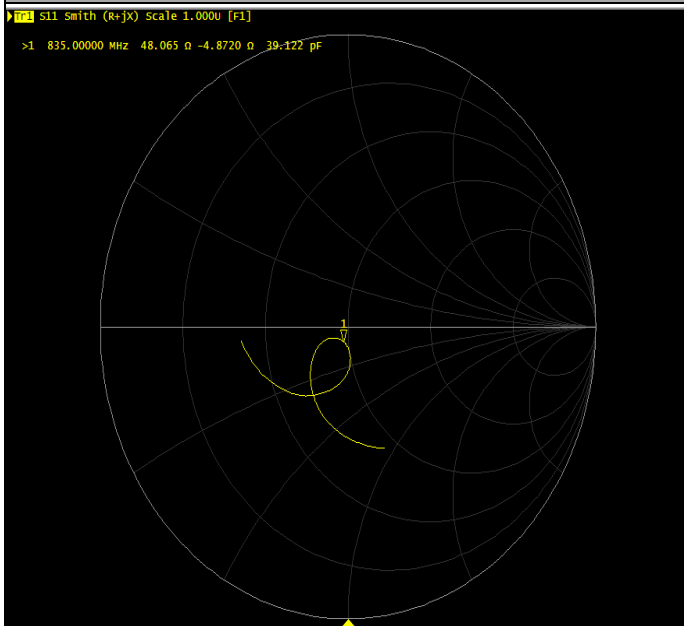 Tr1 S11 Smith (R+jX) Scale 1.000U [F1]
>1 835.00000 MHz 48.065 Ω -4.8720 Ω 39.122 pF
1